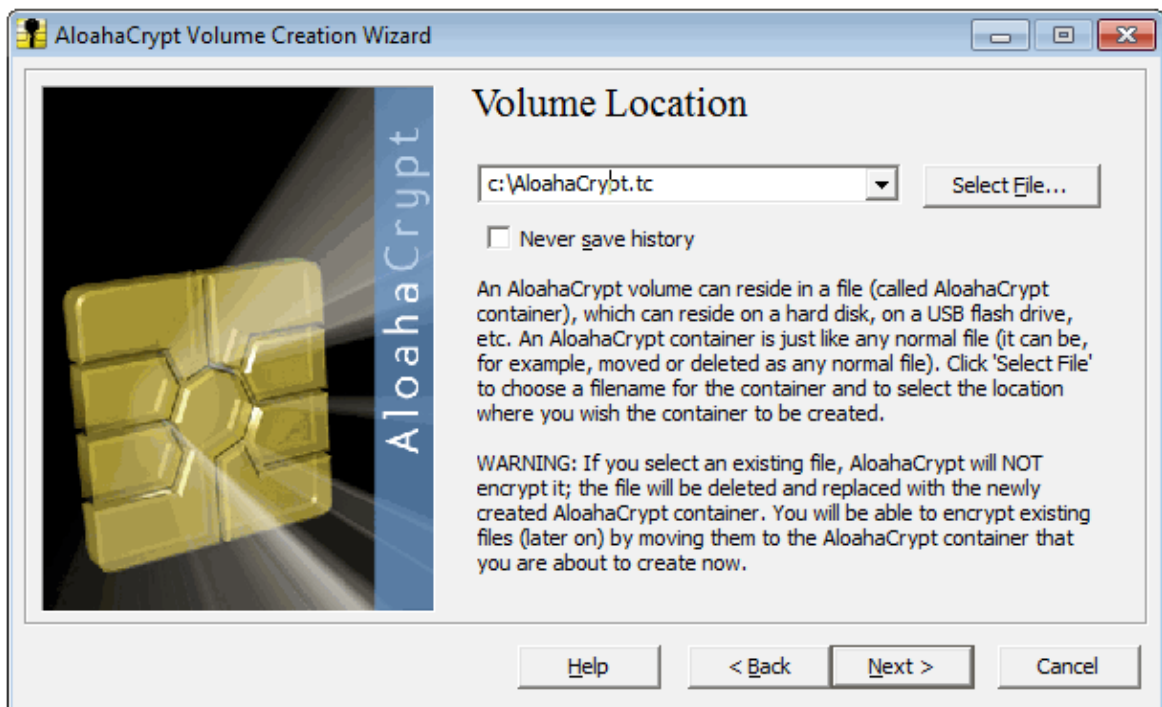 AloahaCrypt Volume Creation Wizard
AloahaCrypt
Volume Location
c:\AloahaCrypt.tc
Select File...
Never save history
An AloahaCrypt volume can reside in a file (called AloahaCrypt
container), which can reside on a hard disk, on a USB flash drive,
etc. An AloahaCrypt container is just like any normal file (it can be,
for example, moved or deleted as any normal file). Click 'Select File'
to choose a filename for the container and to select the location
where you wish the container to be created.
WARNING: If you select an existing file, AloahaCrypt will NOT
encrypt it; the file will be deleted and replaced with the newly
created AloahaCrypt container. You will be able to encrypt existing
files (later on) by moving them to the AloahaCrypt container that
you are about to create now.
Help
< Back
Next >
Cancel